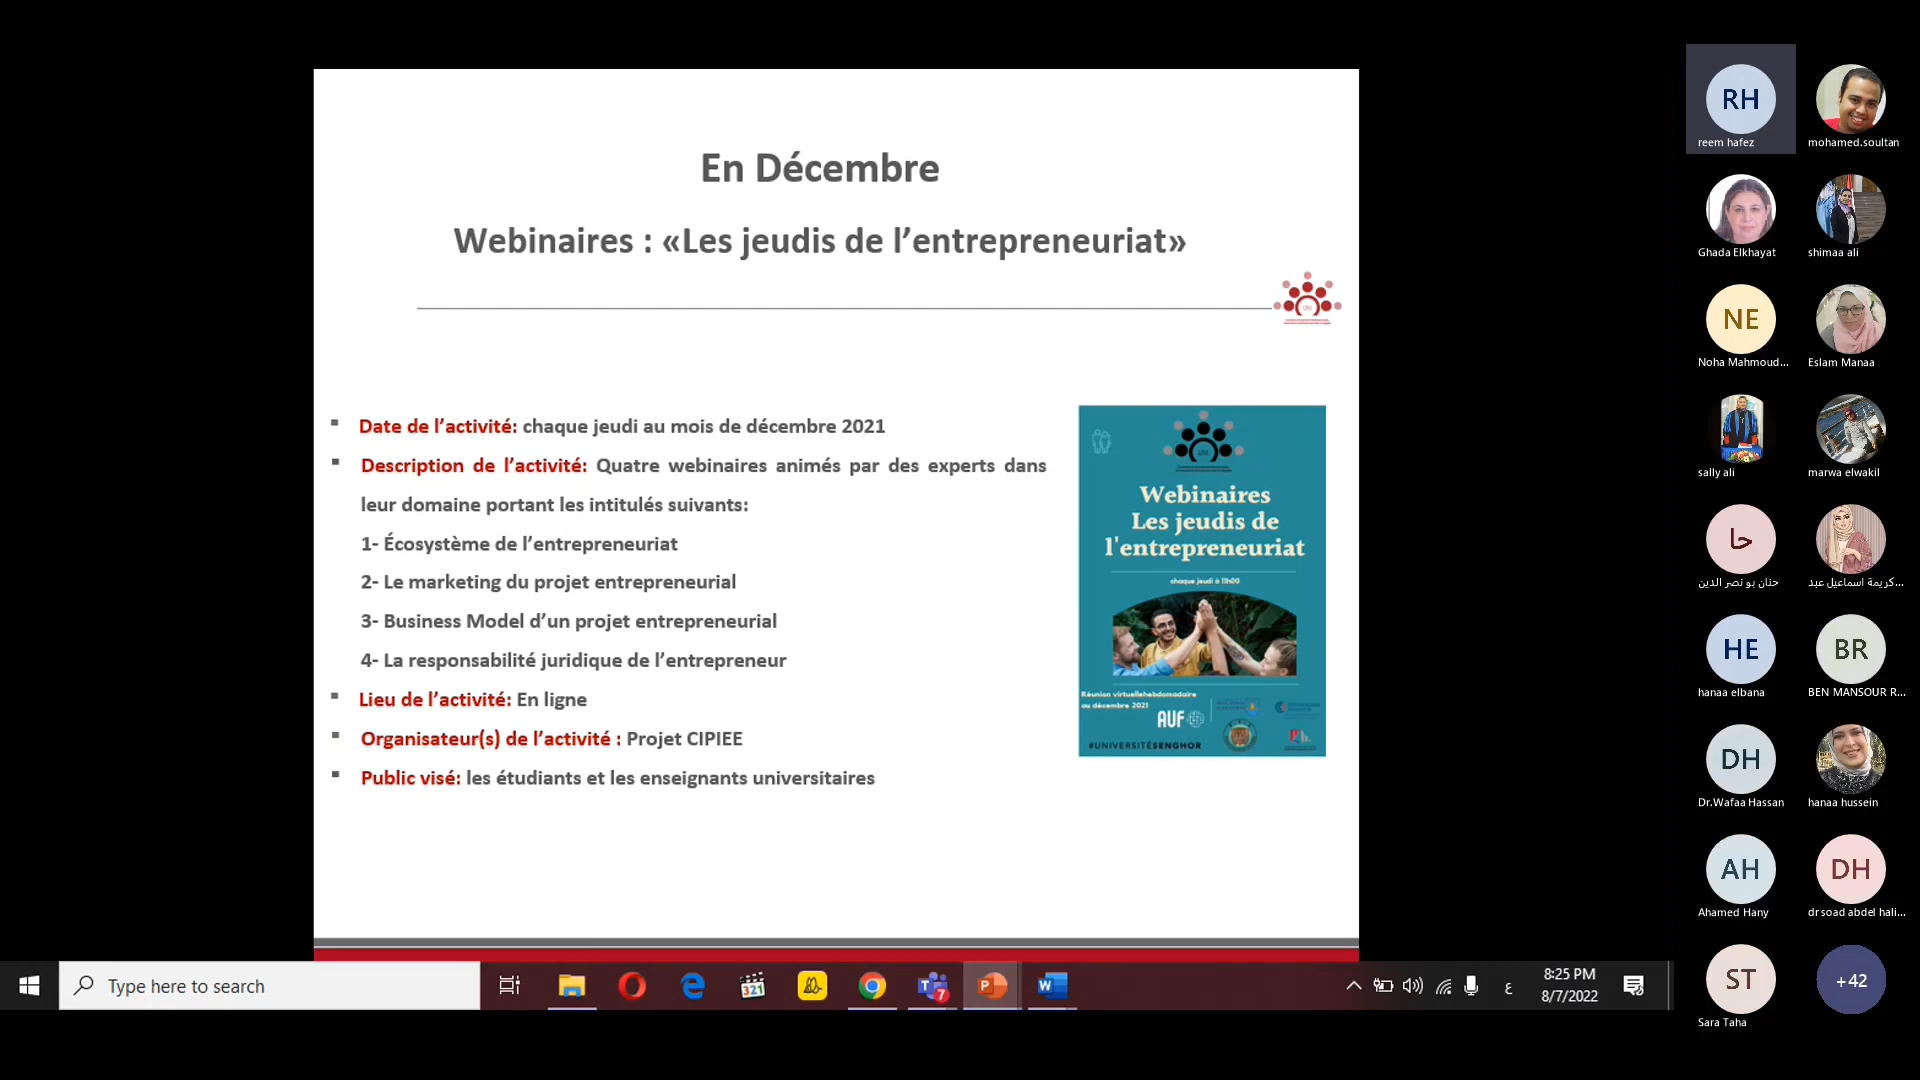 En Décembre
Webinaires : «Les jeudis de l’entrepreneuriat»
Date de l’activité: chaque jeudi au mois de décembre 2021
Description de l’activité: Quatre webinaires animés par des experts dans
leur domaine portant les intitulés suivants:
1- Écosystème de l’entrepreneuriat
2- Le marketing du projet entrepreneurial
3- Business Model d’un projet entrepreneurial
4- La responsabilité juridique de l’entrepreneur
Lieu de l’activité: En ligne
Organisateur(s) de l’activité : Projet CIPIEE
Public visé: les étudiants et les enseignants universitaires
Webinaires
Les jeudis de
l'entrepreneuriat
chaque jeudi à 11h00
Réunion virtuellehebdomadaire
au décembre 2021
AUF
#UNIVERSITÉSENGHOR
RH
reem hafez
mohamed.soultan
Ghada Elkhayat
shimaa ali
NE
Noha Mahmoud...
Eslam Manaa
sally ali
marwa elwakil
حا
حنان بو نصر الدين
كريمة اسماعيل عبد...
HE
hanaa elbana
BR
BEN MANSOUR R...
DH
Dr.Wafaa Hassan
hanaa hussein
AH
Ahamed Hany
DH
dr soad abdel hali...
ST
Sara Taha
+42
Type here to search
321
7
ع
8:25 PM
8/7/2022